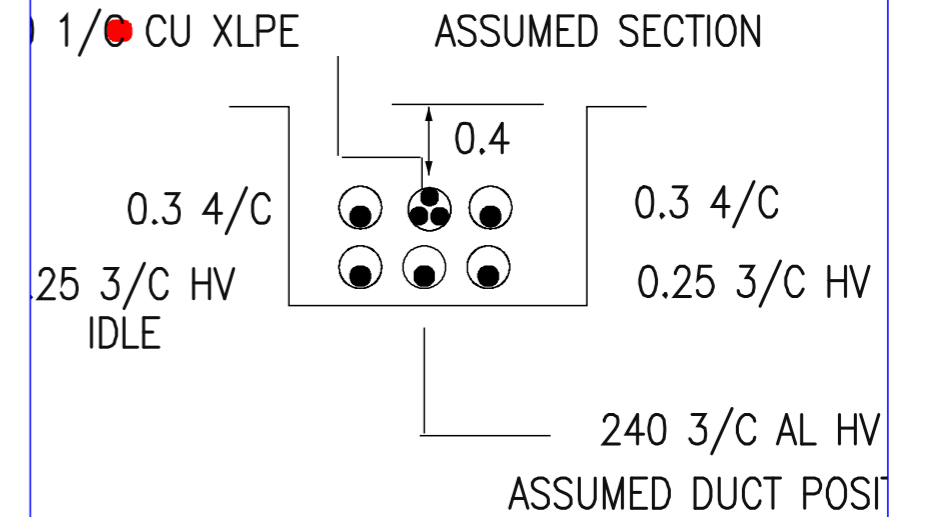 1/C CU XLPE
ASSUMED SECTION
0.4
0.3 4/C
0.3 4/C
.25 3/C HV
IDLE
0.25 3/C HV
240 3/C AL HV
ASSUMED DUCT